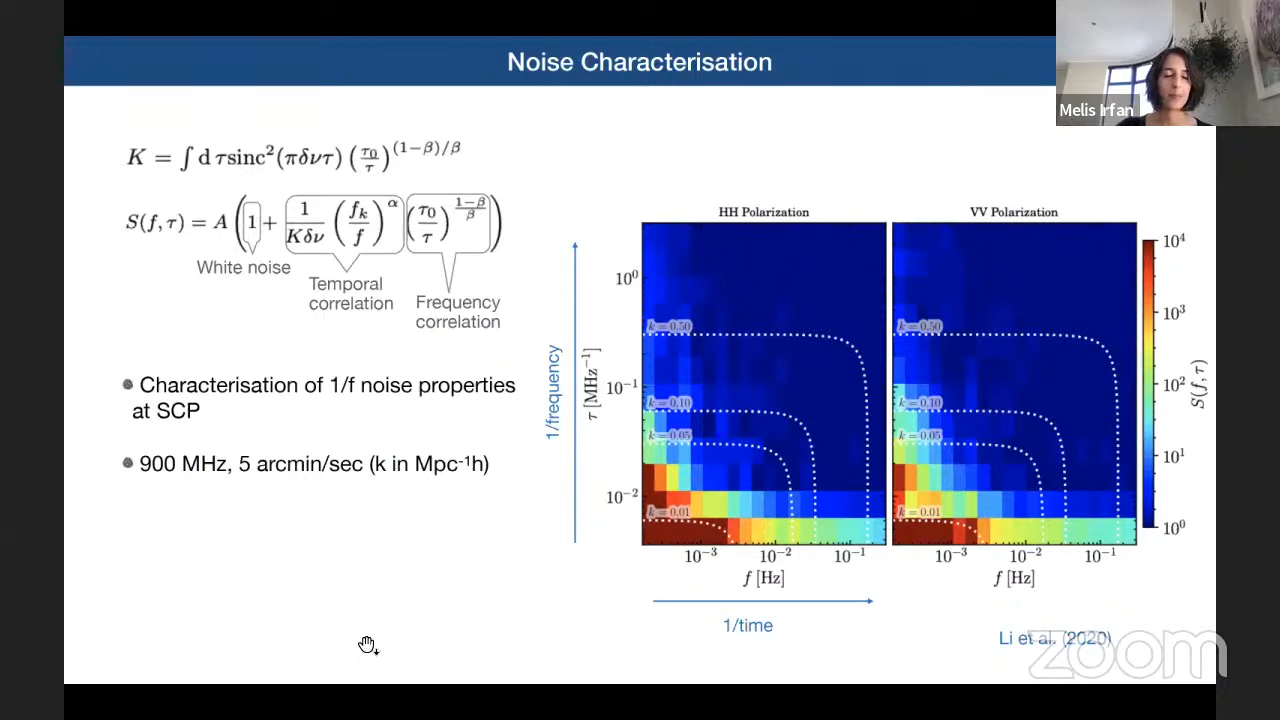 Noise Characterisation
Melis Irfan
K = ∫ d τsinc²(πδντ) (τ₀/τ)^(1−β)/β
S(f, τ) = A (1 + 1/Kδν (f_k/f)^α (τ₀/τ)^(1−β)/β)
White noise
Temporal
correlation
Frequency
correlation
Characterisation of 1/f noise properties
at SCP
900 MHz, 5 arcmin/sec (k in Mpc⁻¹h)
HH Polarization
VV Polarization
1/frequency
τ [MHz⁻¹]
10⁰
10⁻¹
10⁻²
k = 0.50
k = 0.10
k = 0.05
k = 0.01
k = 0.50
k = 0.10
k = 0.05
k = 0.01
10⁻³ 10⁻² 10⁻¹
f [Hz]
10⁻³ 10⁻² 10⁻¹
f [Hz]
10⁴
10³
10²
10¹
10⁰
S(f, τ)
1/time
Li et al. (2020)
zoom